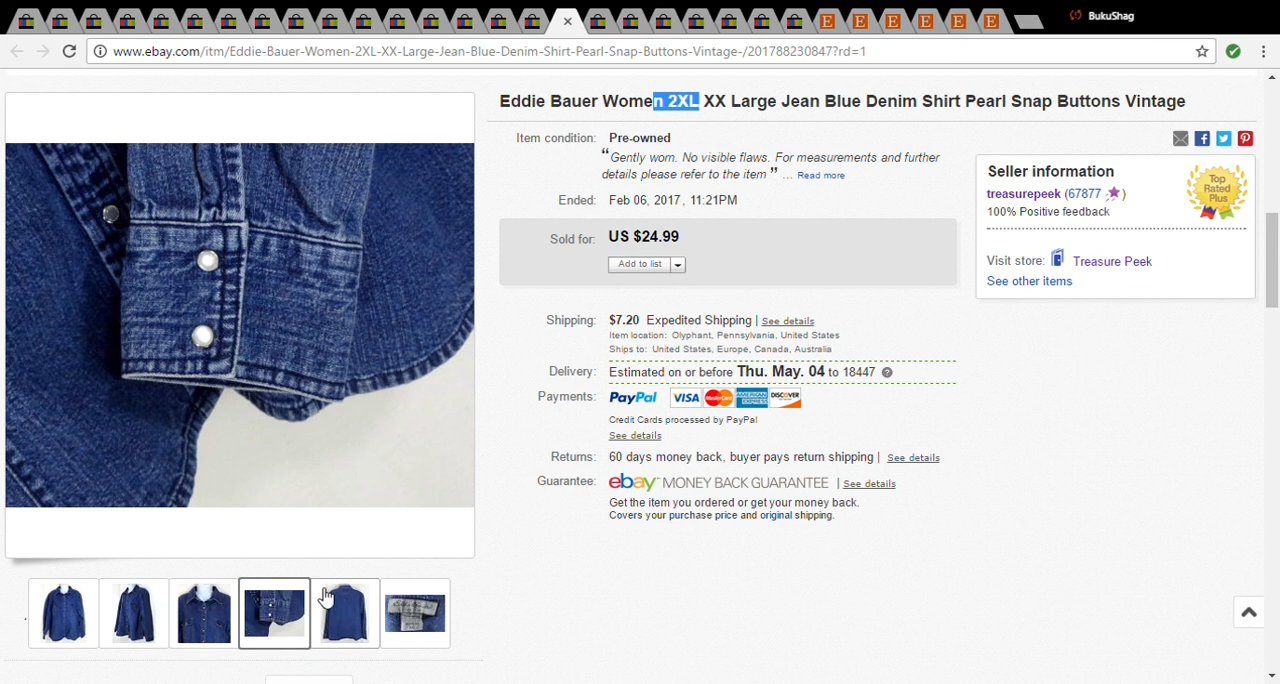 BukuShag
www.ebay.com/itm/Eddie-Bauer-Women-2XL-XX-Large-Jean-Blue-Denim-Shirt-Pearl-Snap-Buttons-Vintage-/201788230847?rd=1
Eddie Bauer Women 2XL XX Large Jean Blue Denim Shirt Pearl Snap Buttons Vintage
Item condition: Pre-owned
“Gently worn. No visible flaws. For measurements and further
details please refer to the item ” ... Read more
Ended: Feb 06, 2017 , 11:21PM
Sold for: US $24.99
Add to list
Shipping: $7.20 Expedited Shipping | See details
Item location: Olyphant, Pennsylvania, United States
Ships to: United States, Europe, Canada, Australia
Delivery: Estimated on or before Thu. May. 04 to 18447 ?
Payments: PayPal VISA MasterCard AMERICAN EXPRESS DISCOVER
Credit Cards processed by PayPal
See details
Returns: 60 days money back, buyer pays return shipping | See details
Guarantee: ebay MONEY BACK GUARANTEE | See details
Get the item you ordered or get your money back.
Covers your purchase price and original shipping.
Seller information
treasurepeek (67877 )
100% Positive feedback
Top
Rated
Plus
Visit store: Treasure Peek
See other items